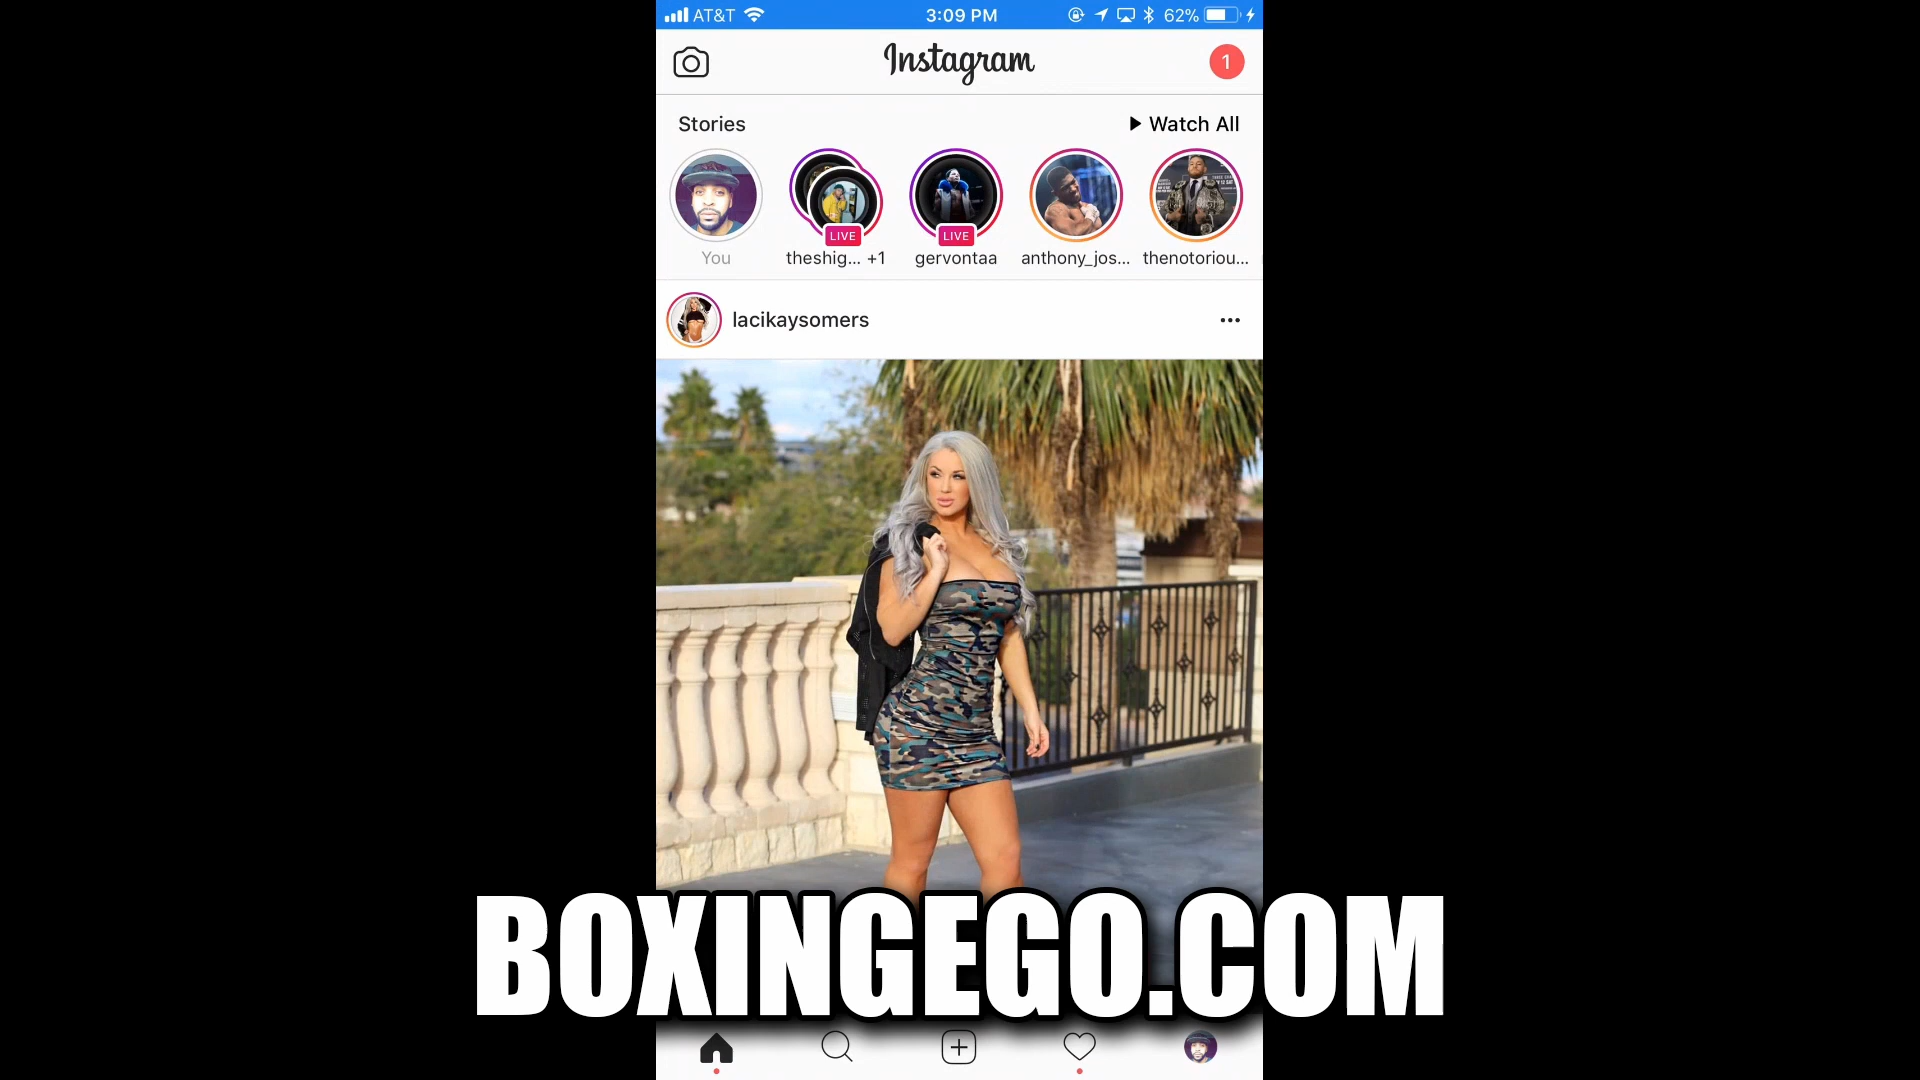 AT&T 3:09 PM 62%
Instagram
1
Stories Watch All
LIVE LIVE
You theshig... +1 gervontaa anthony_jos... thenotoriou...
lacikaysomers
BOXINGEGO.COM